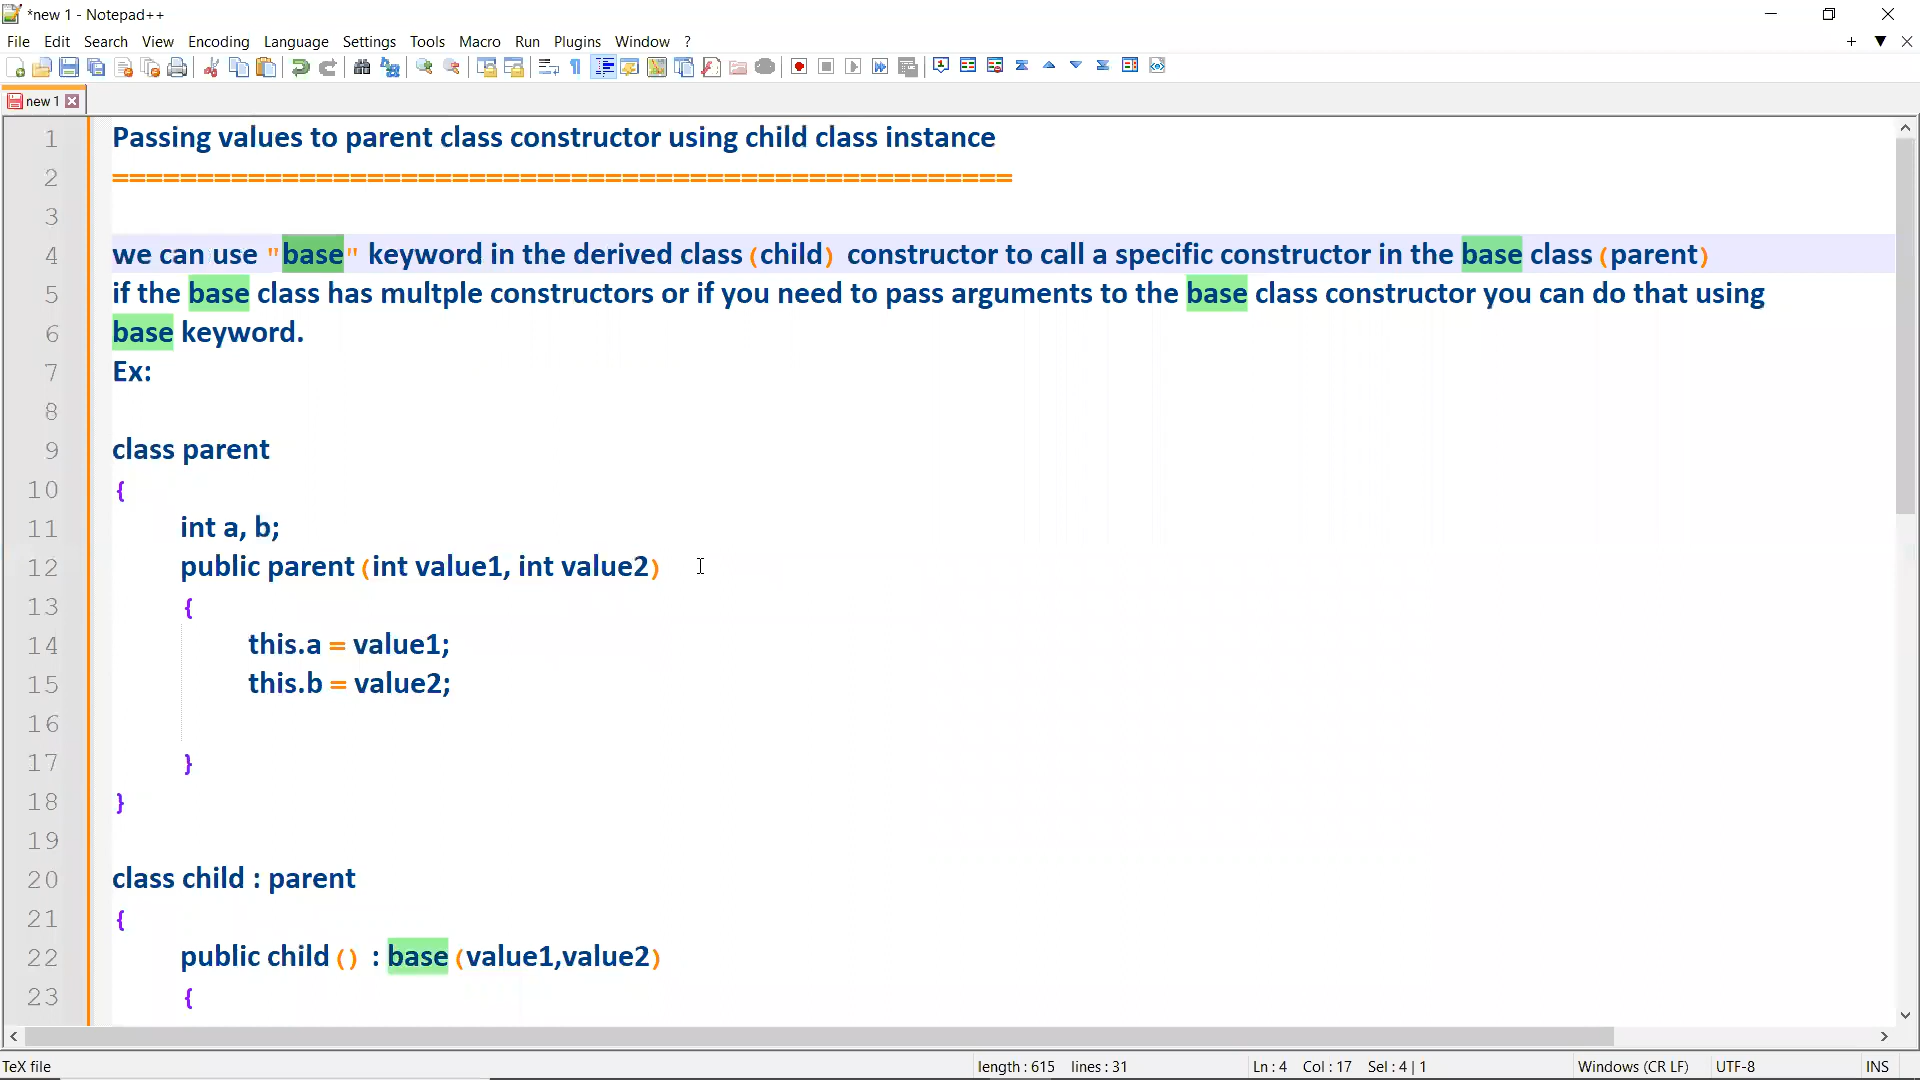 *new 1 - Notepad++
File Edit Search View Encoding Language Settings Tools Macro Run Plugins Window ?
new 1
1 Passing values to parent class constructor using child class instance
2 =====================================================
3
4 we can use "base" keyword in the derived class(child) constructor to call a specific constructor in the base class(parent)
5 if the base class has multple constructors or if you need to pass arguments to the base class constructor you can do that using
6 base keyword.
7 Ex:
8
9 class parent
10 {
11 int a, b;
12 public parent(int value1, int value2)
13 {
14 this.a = value1;
15 this.b = value2;
16
17 }
18 }
19
20 class child : parent
21 {
22 public child() : base(value1,value2)
23 {
TeX file length : 615 lines : 31 Ln : 4 Col : 17 Sel : 4 | 1 Windows (CR LF) UTF-8 INS